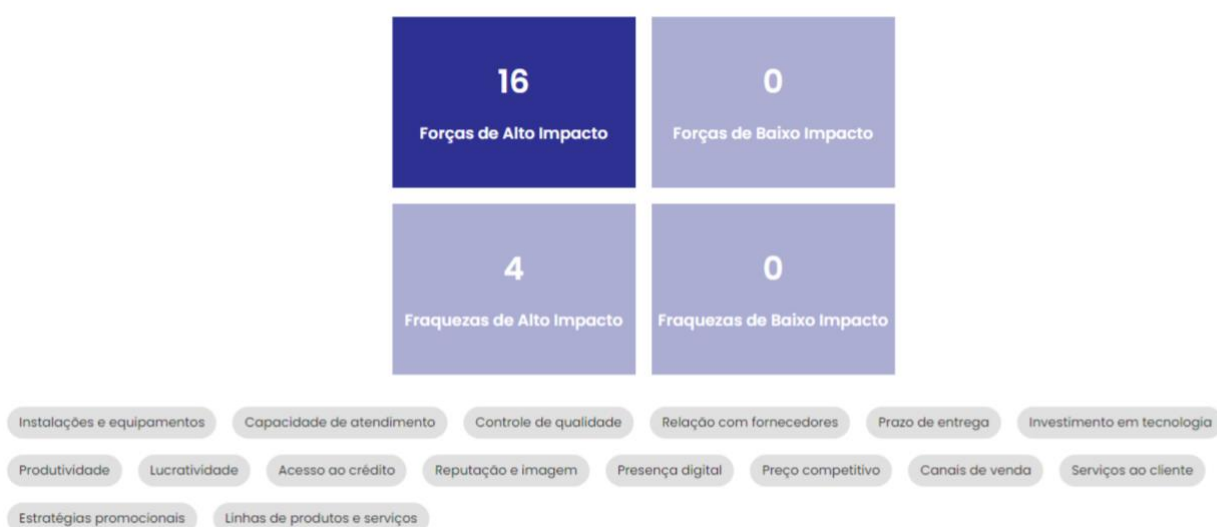 16
Forças de Alto Impacto
0
Forças de Baixo Impacto
4
Fraquezas de Alto Impacto
0
Fraquezas de Baixo Impacto
Instalações e equipamentos Capacidade de atendimento Controle de qualidade Relação com fornecedores Prazo de entrega Investimento em tecnologia
Produtividade Lucratividade Acesso ao crédito Reputação e imagem Presença digital Preço competitivo Canais de venda Serviços ao cliente
Estratégias promocionais Linhas de produtos e serviços